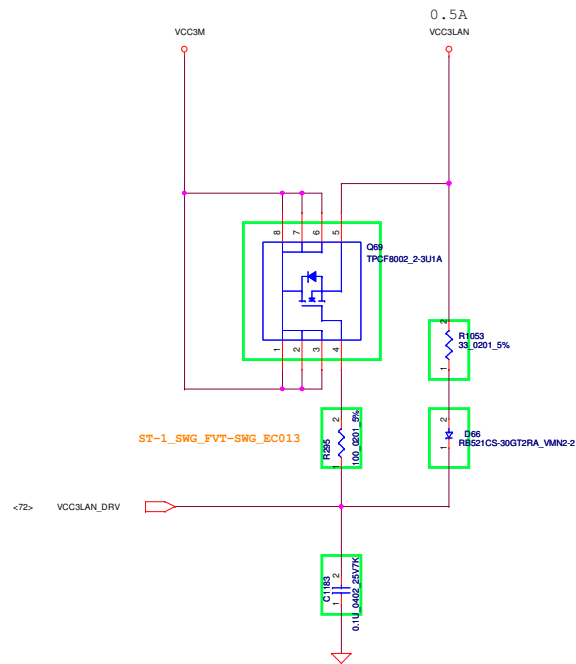 0.5A
VCC3M
VCC3LAN
8
7
6
5
Q69
TPCF8002_2-3U1A
1
2
3
4
2
R1053
33_0201_5%
1
2
R295
100_0201_5%
1
2
D66
RB521CS-30GT2RA_VMN2-2
1
ST-1_SWG_FVT-SWG_EC013
<72>
VCC3LAN_DRV
2
C1183
0.1U_0402_25V7K
1